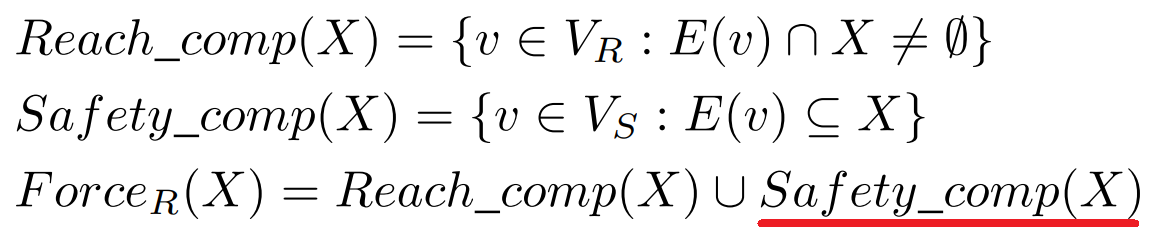 Reach_comp(X) = {v ∈ V_R : E(v) ∩ X ≠ ∅}
Safety_comp(X) = {v ∈ V_S : E(v) ⊆ X}
Force_R(X) = Reach_comp(X) ∪ Safety_comp(X)